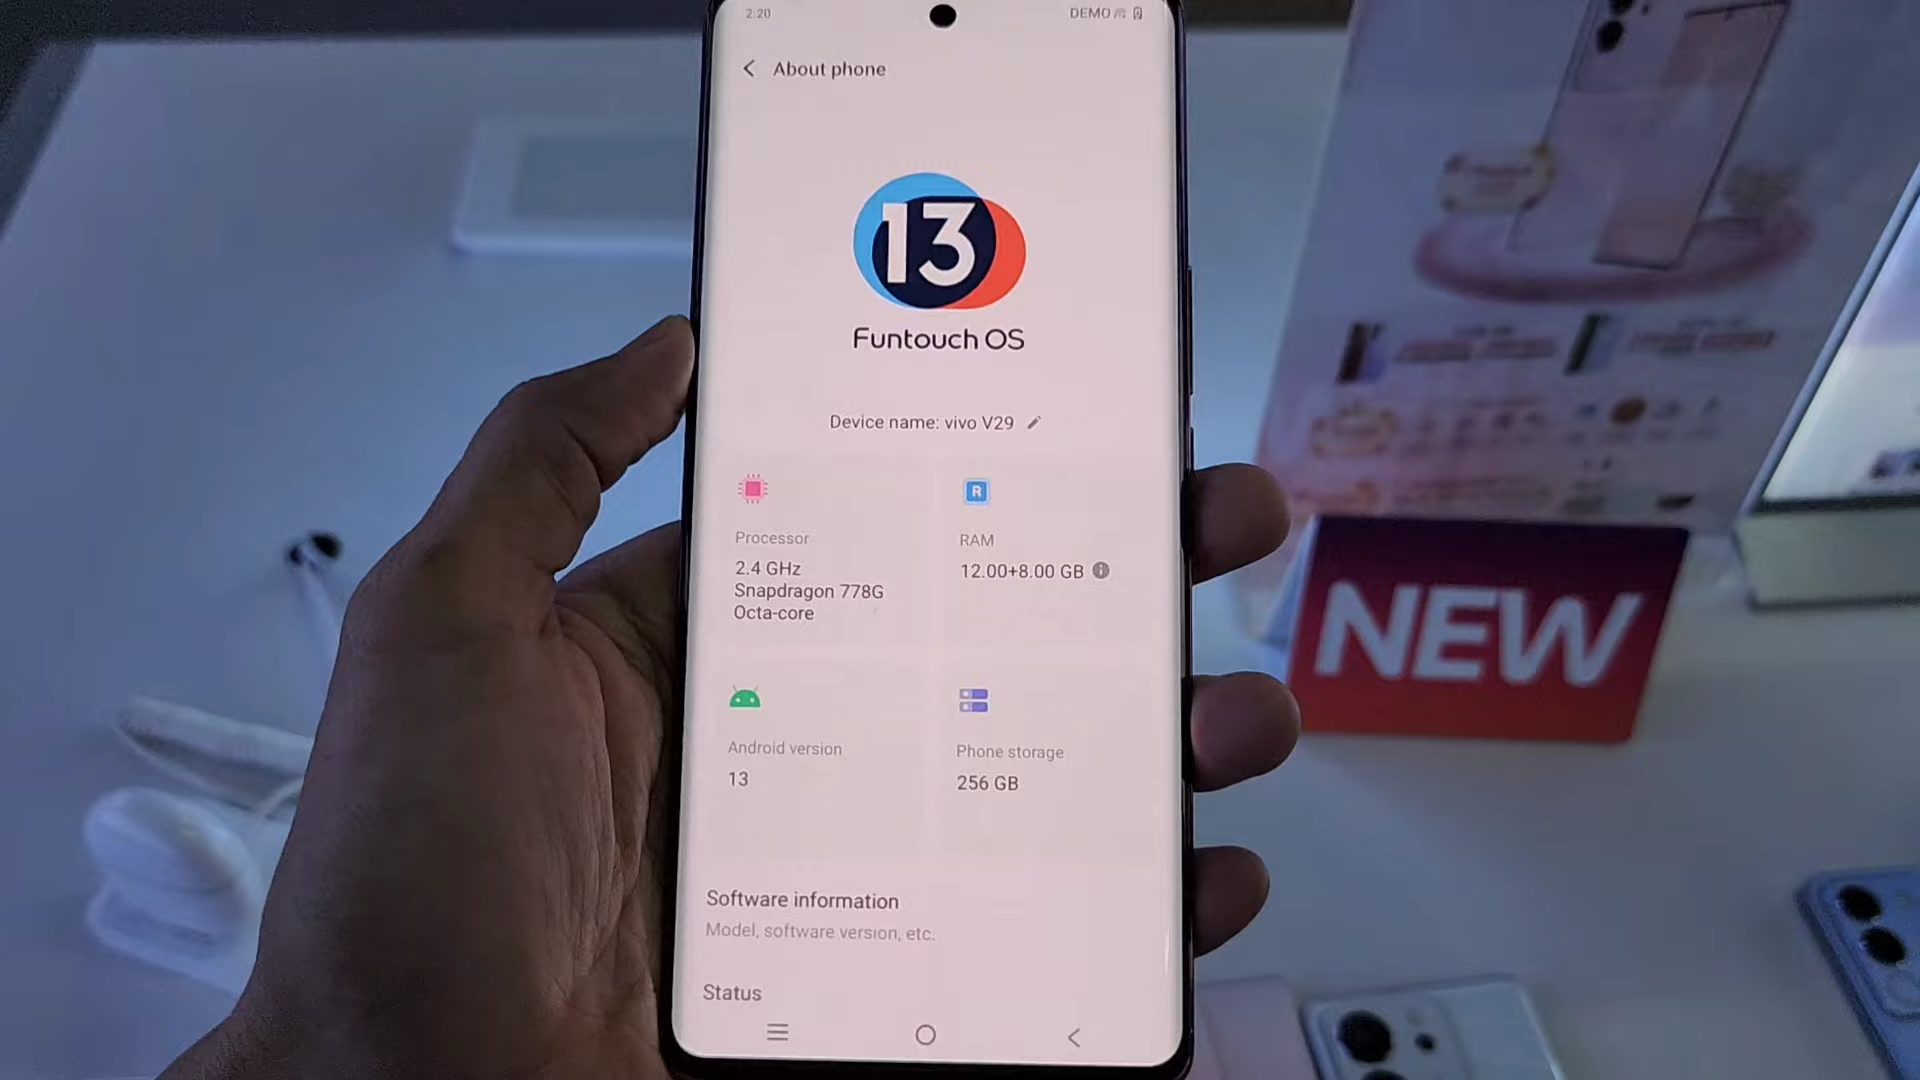 2:20 DEMO
About phone
13
Funtouch OS
Device name: vivo V29
Processor
2.4 GHz
Snapdragon 778G
Octa-core
R
RAM
12.00+8.00 GB
Android version
13
Phone storage
256 GB
Software information
Model, software version, etc.
Status
NEW